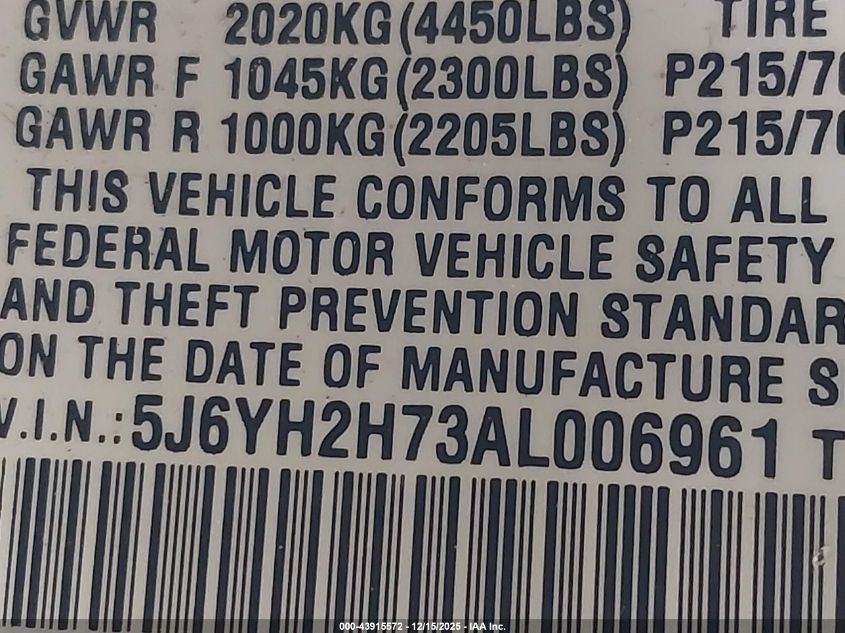 GVWR 2020KG(4450LBS) TIRE
GAWR F 1045KG(2300LBS) P215/70
GAWR R 1000KG(2205LBS) P215/70
THIS VEHICLE CONFORMS TO ALL
FEDERAL MOTOR VEHICLE SAFETY
AND THEFT PREVENTION STANDAR
ON THE DATE OF MANUFACTURE S
V.I.N.:5J6YH2H73AL006961 T
000-43915572 - 12/15/2025 - IAA Inc.